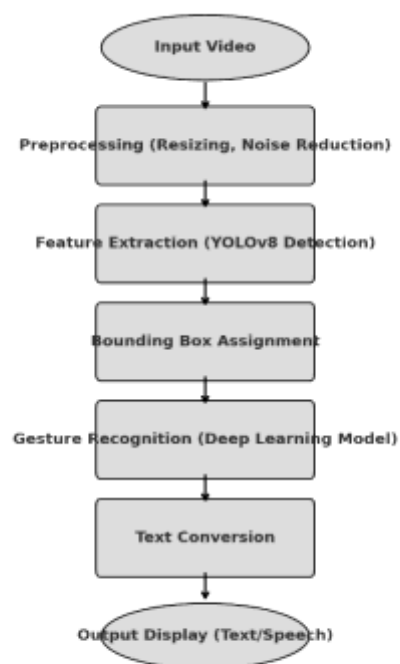 Input Video
Preprocessing (Resizing, Noise Reduction)
Feature Extraction (YOLOv8 Detection)
Bounding Box Assignment
Gesture Recognition (Deep Learning Model)
Text Conversion
Output Display (Text/Speech)